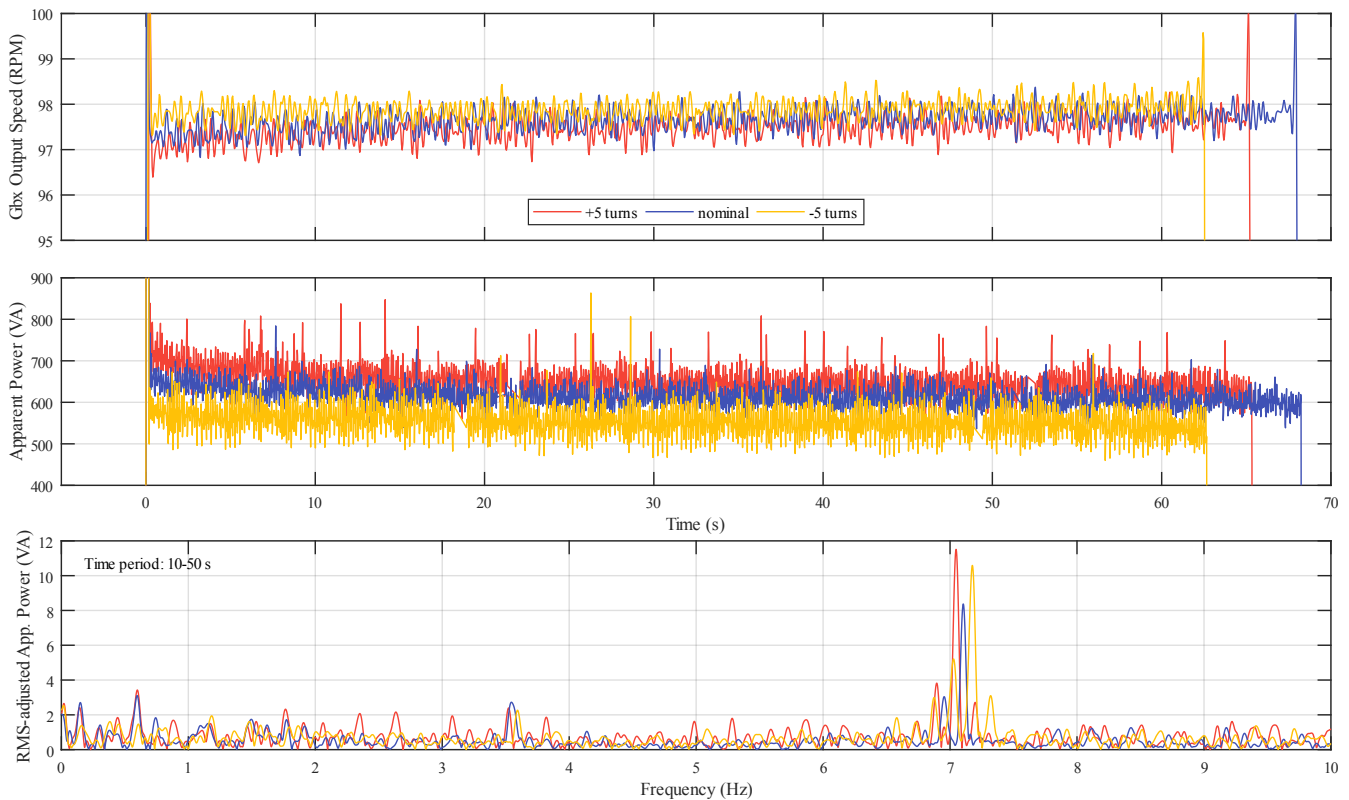 Gbx Output Speed (RPM)
100
99
98
97
96
95
+5 turns nominal -5 turns
Apparent Power (VA)
900
800
700
600
500
400
0 10 20 30 40 50 60 70
Time (s)
RMS-adjusted App. Power (VA)
12
10
8
6
4
2
0
Time period: 10-50 s
0 1 2 3 4 5 6 7 8 9 10
Frequency (Hz)